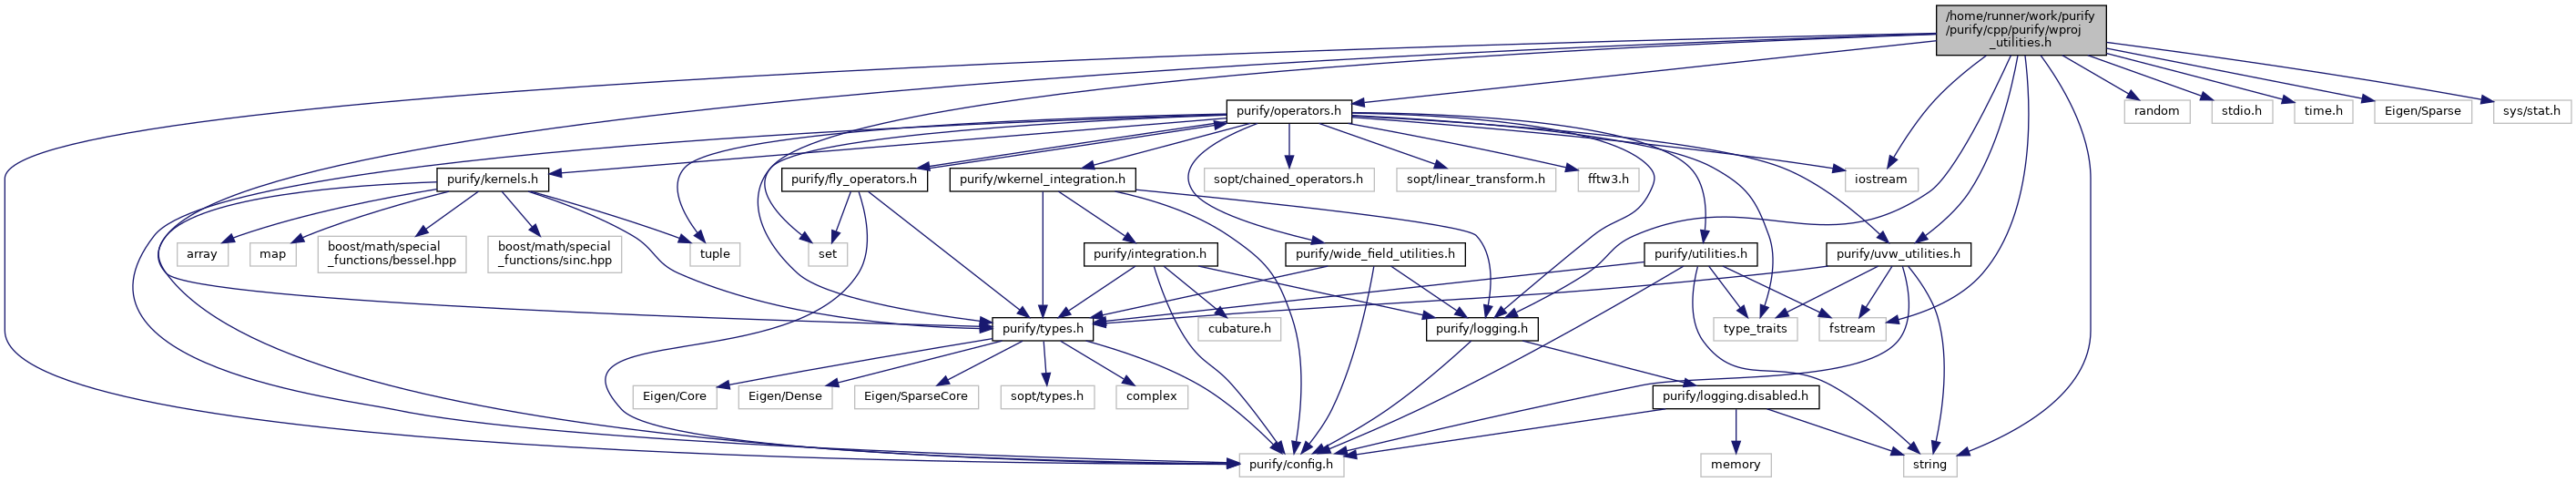 /home/runner/work/purify
/purify/cpp/purify/wproj
_utilities.h
purify/operators.h
random
stdio.h
time.h
Eigen/Sparse
sys/stat.h
purify/kernels.h
purify/fly_operators.h
purify/wkernel_integration.h
sopt/chained_operators.h
sopt/linear_transform.h
fftw3.h
iostream
array
map
boost/math/special
_functions/bessel.hpp
boost/math/special
_functions/sinc.hpp
tuple
set
purify/integration.h
purify/wide_field_utilities.h
purify/utilities.h
purify/uvw_utilities.h
purify/types.h
cubature.h
purify/logging.h
type_traits
fstream
Eigen/Core
Eigen/Dense
Eigen/SparseCore
sopt/types.h
complex
purify/logging.disabled.h
purify/config.h
memory
string